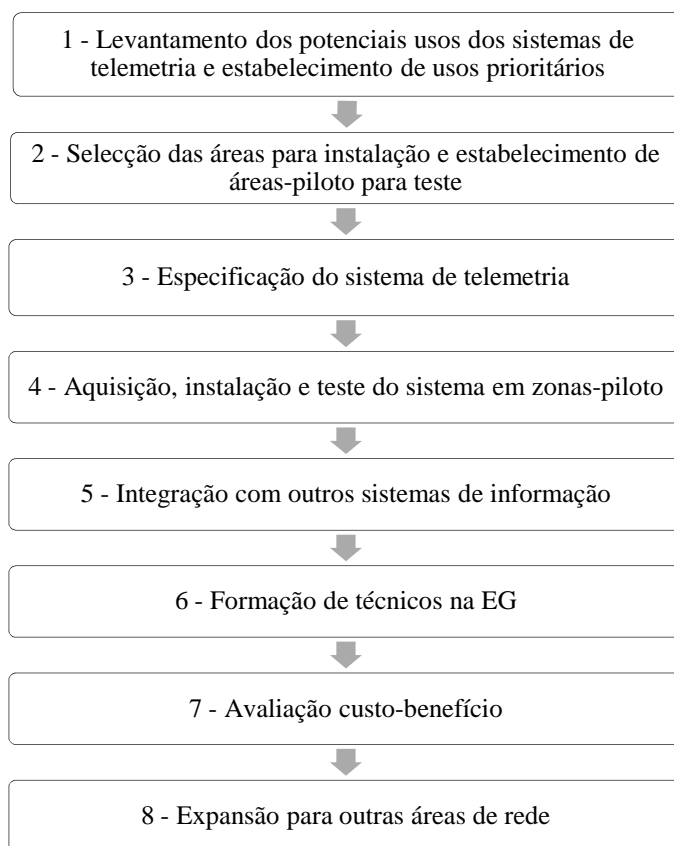 1 - Levantamento dos potenciais usos dos sistemas de
telemetria e estabelecimento de usos prioritários
2 - Selecção das áreas para instalação e estabelecimento de
áreas-piloto para teste
3 - Especificação do sistema de telemetria
4 - Aquisição, instalação e teste do sistema em zonas-piloto
5 - Integração com outros sistemas de informação
6 - Formação de técnicos na EG
7 - Avaliação custo-benefício
8 - Expansão para outras áreas de rede